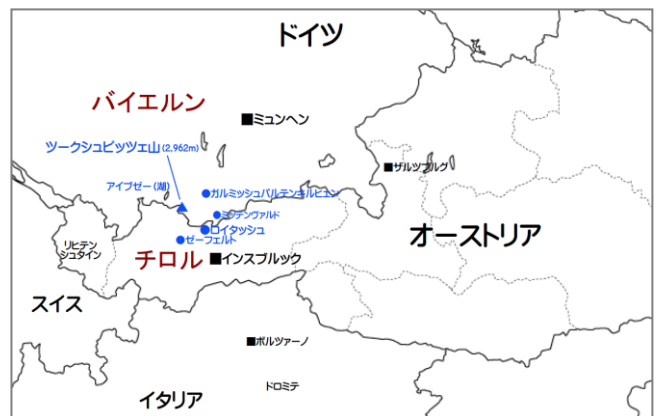 ドイツ
バイエルン
■ミュンヘン
ツークシュピッツェ山(2,962m)
■ザルツブルグ
アイブゼー(湖)
●ガルミッシュパルテンキルヒェン
●ミッテンヴァルド
●ロイタッシュ
●ゼーフェルト
オーストリア
リヒテン
シュタイン
チロル
■インスブルック
スイス
■ボルツァーノ
ドロミテ
イタリア